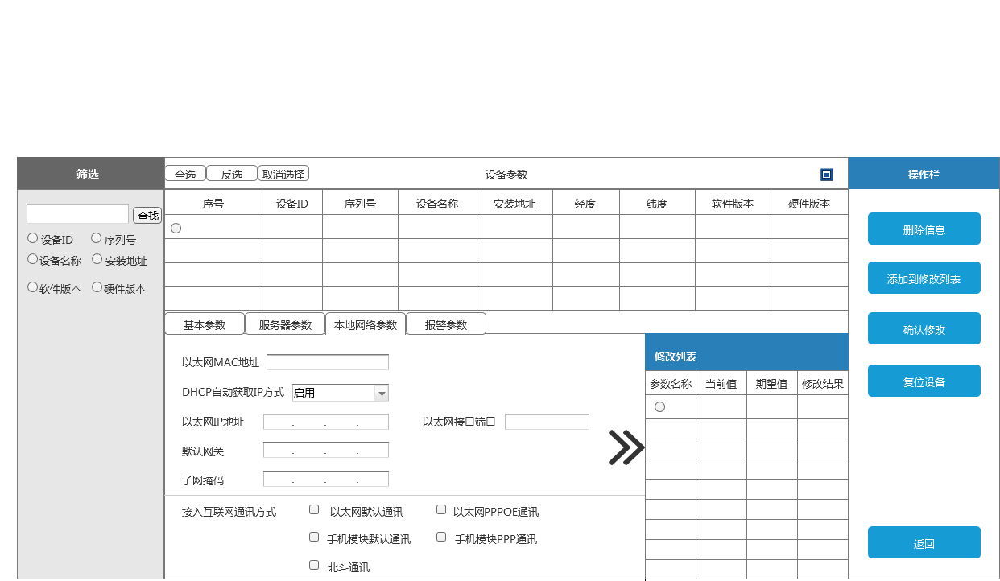 筛选
全选 反选 取消选择 设备参数
操作栏
查找
设备ID 序列号
设备名称 安装地址
软件版本 硬件版本
序号 设备ID 序列号 设备名称 安装地址 经度 纬度 软件版本 硬件版本
基本参数 服务器参数 本地网络参数 报警参数
以太网MAC地址
DHCP自动获取IP方式 启用
以太网IP地址 . . . 以太网接口端口
默认网关 . . .
子网掩码 . . .
接入互联网通讯方式 以太网默认通讯 以太网PPPOE通讯
手机模块默认通讯 手机模块PPP通讯
北斗通讯
修改列表
参数名称 当前值 期望值 修改结果
删除信息
添加到修改列表
确认修改
复位设备
返回